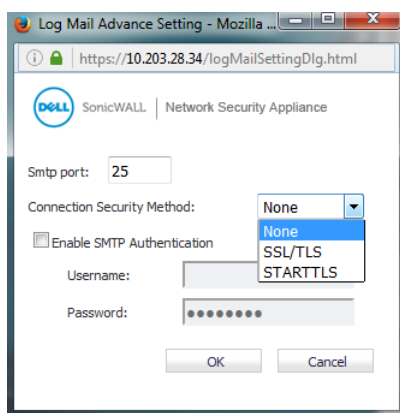 Log Mail Advance Setting - Mozilla ...
https://10.203.28.34/logMailSettingDlg.html
DELL SonicWALL | Network Security Appliance
Smtp port: 25
Connection Security Method: None
None
SSL/TLS
STARTTLS
Enable SMTP Authentication
Username:
Password: ●●●●●●●●
OK Cancel